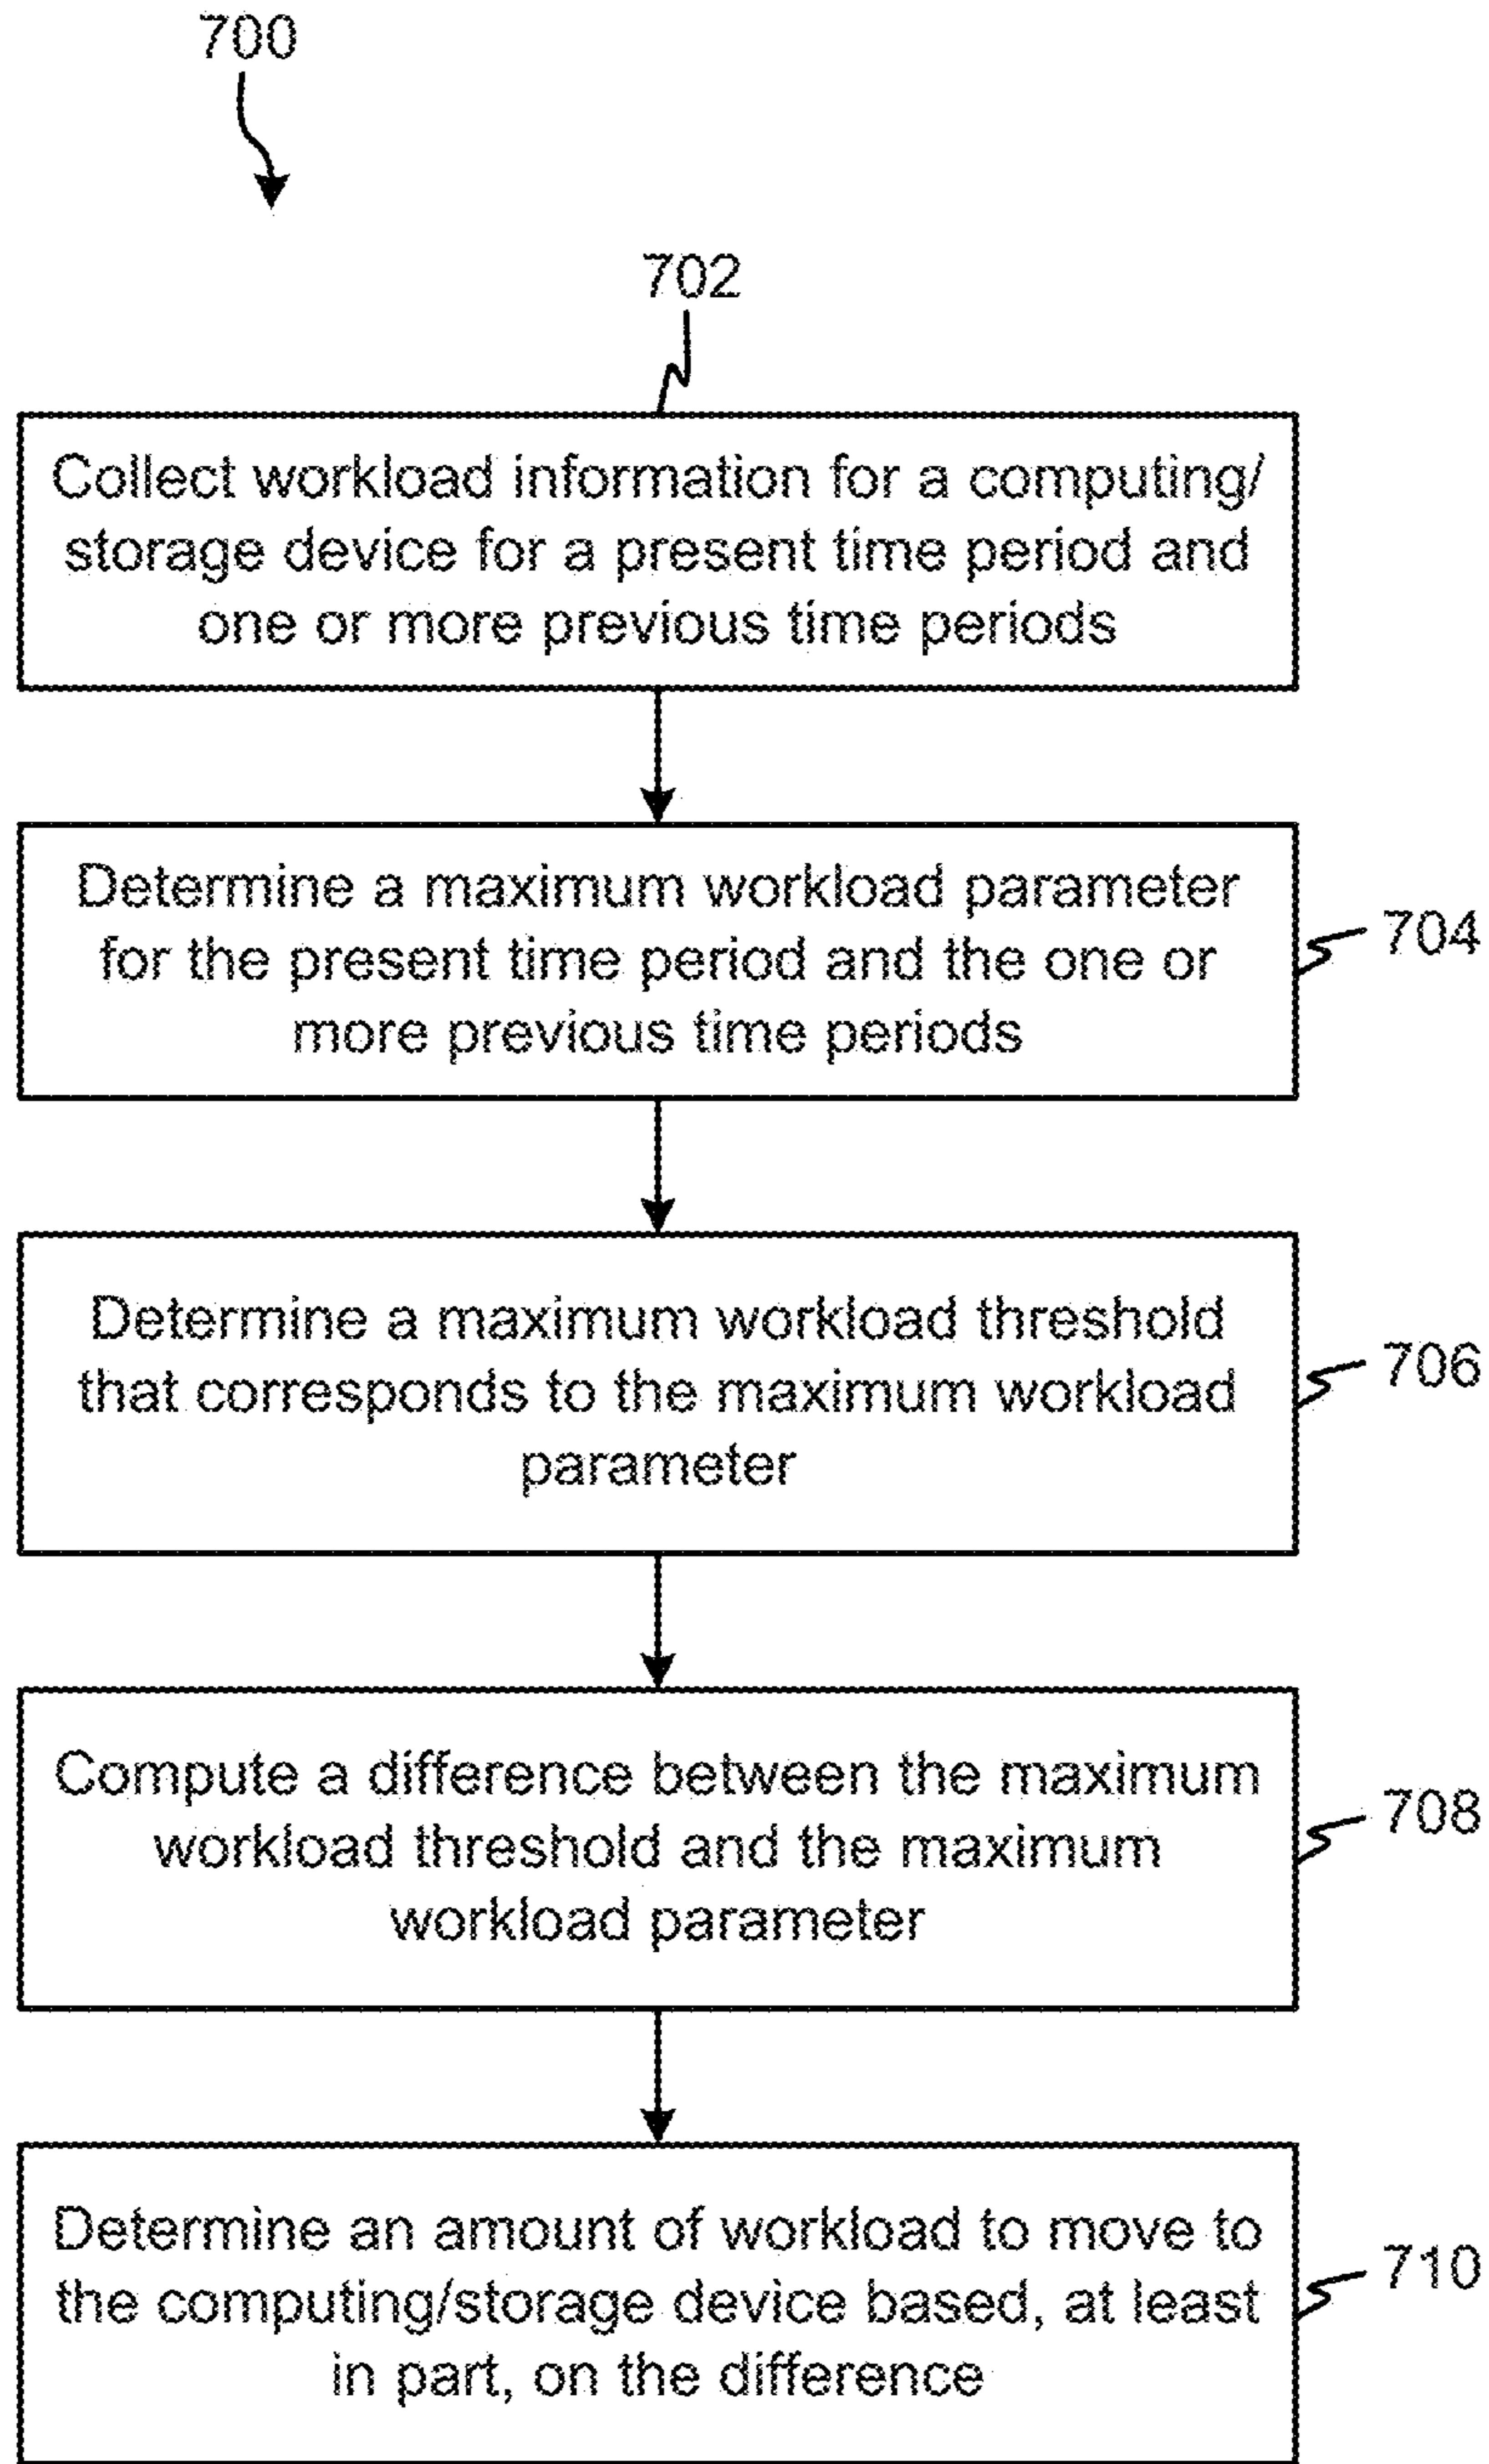 700
702
Collect workload information for a computing/
storage device for a present time period and
one or more previous time periods
Determine a maximum workload parameter
for the present time period and the one or
more previous time periods
704
Determine a maximum workload threshold
that corresponds to the maximum workload
parameter
706
Compute a difference between the maximum
workload threshold and the maximum
workload parameter
708
Determine an amount of workload to move to
the computing/storage device based, at least
in part, on the difference
710